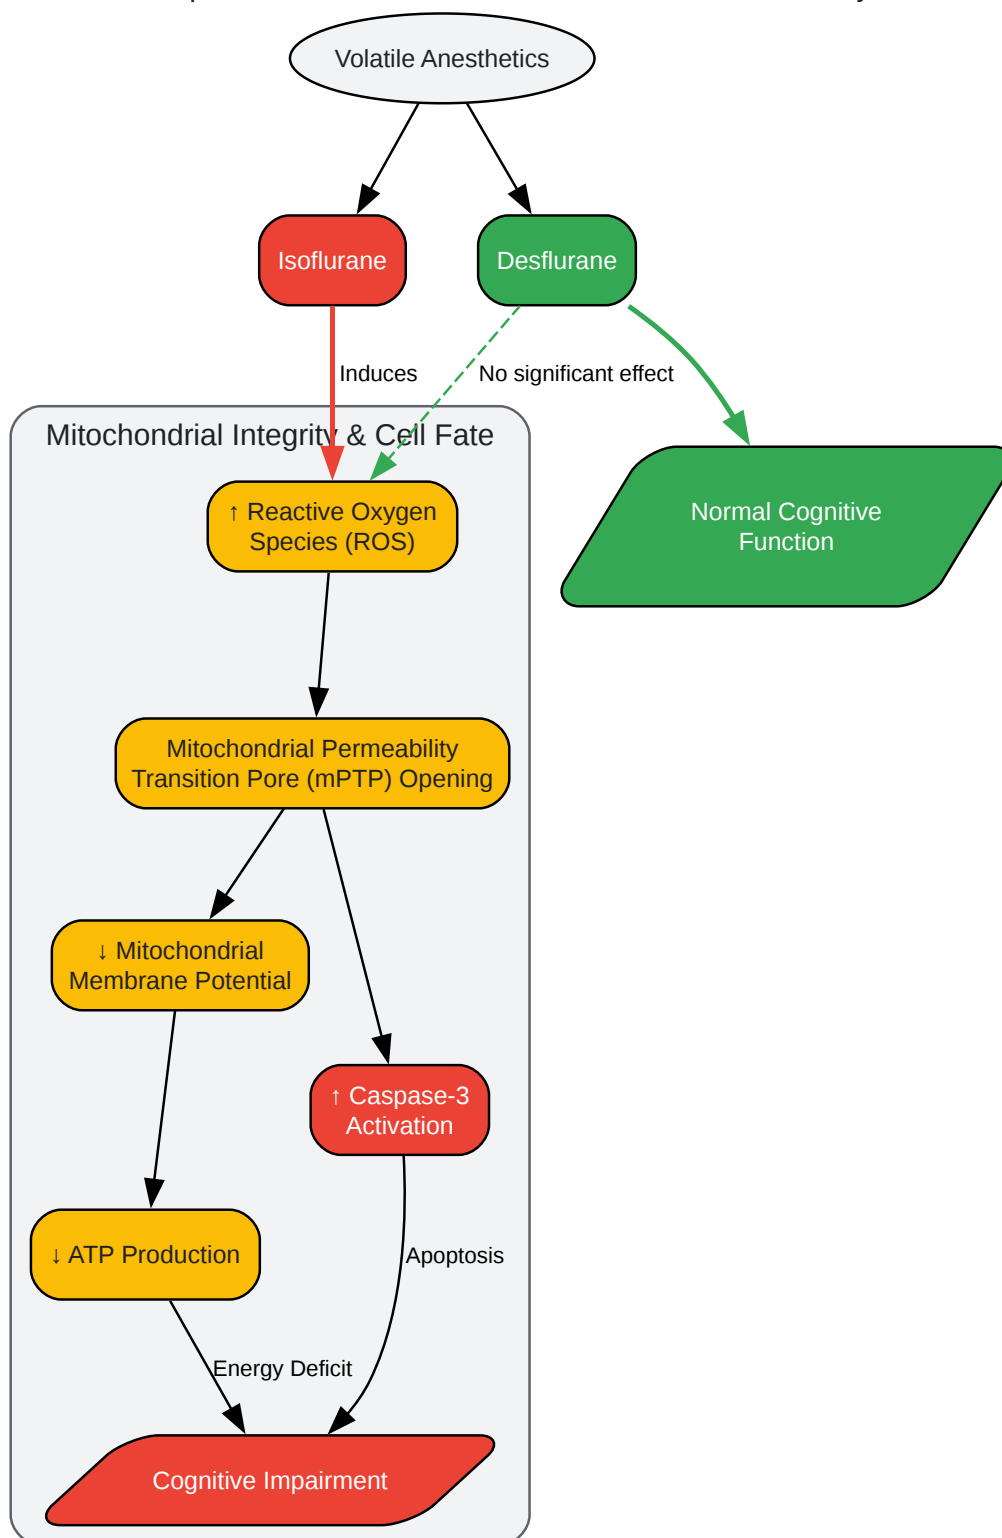 Volatile Anesthetics
Isoflurane
Desflurane
Induces
No significant effect
Mitochondrial Integrity & Cell Fate
↑ Reactive Oxygen
Species (ROS)
Normal Cognitive
Function
Mitochondrial Permeability
Transition Pore (mPTP) Opening
↓ Mitochondrial
Membrane Potential
↑ Caspase-3
Activation
↓ ATP Production
Apoptosis
Energy Deficit
Cognitive Impairment